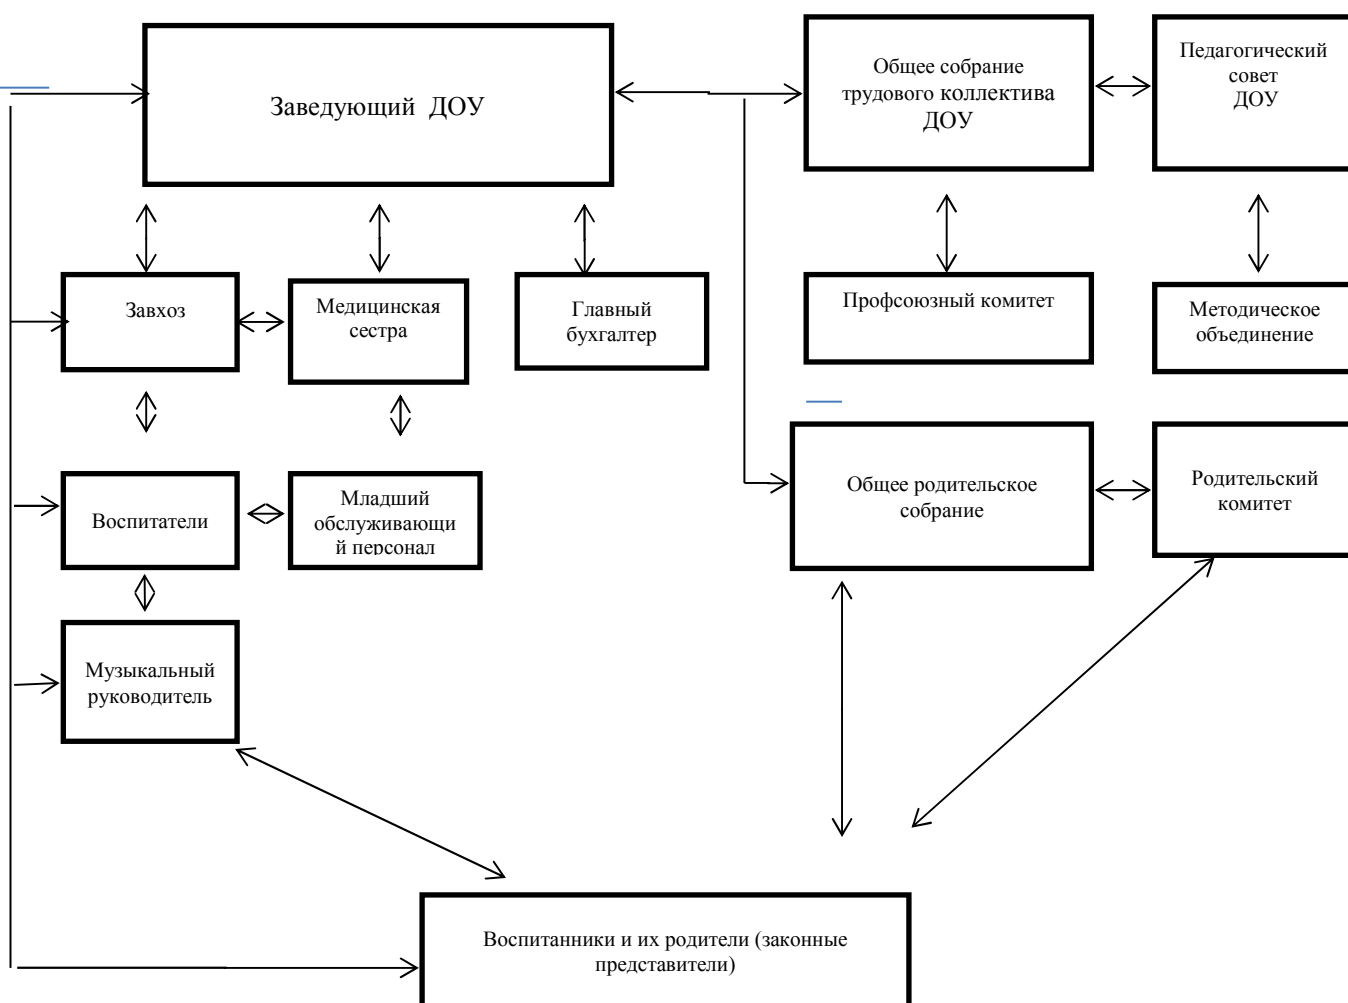 Заведующий ДОУ
Общее собрание
трудового коллектива
ДОУ
Педагогический
совет
ДОУ
Завхоз
Медицинская
сестра
Главный
бухгалтер
Профсоюзный комитет
Методическое
объединение
Воспитатели
Младший
обслуживающи
й персонал
Общее родительское
собрание
Родительский
комитет
Музыкальный
руководитель
Воспитанники и их родители (законные
представители)